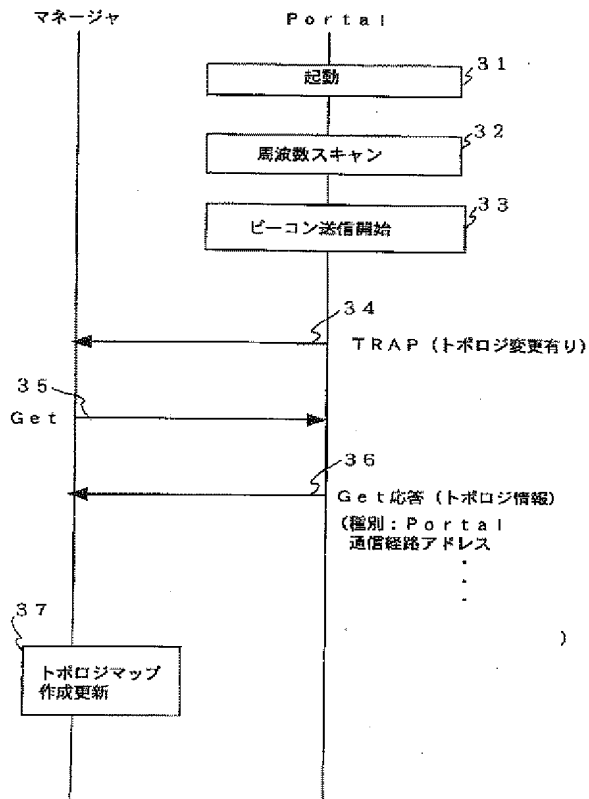 マネージャ
Ｐｏｒｔａｌ
起動
３１
周波数スキャン
３２
ビーコン送信開始
３３
３４
ＴＲＡＰ（トポロジ変更有り）
３５
Ｇｅｔ
３６
Ｇｅｔ応答（トポロジ情報）
（種別：Ｐｏｒｔａｌ
通信経路アドレス
・
・
・
）
３７
トポロジマップ
作成更新